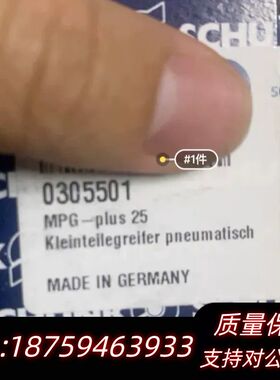 SCHU
#1件
0305501
MPG-plus 25
Kleinteilegreifer pneumatisch
MADE IN GERMANY
质量保
:18759463933
支持对公